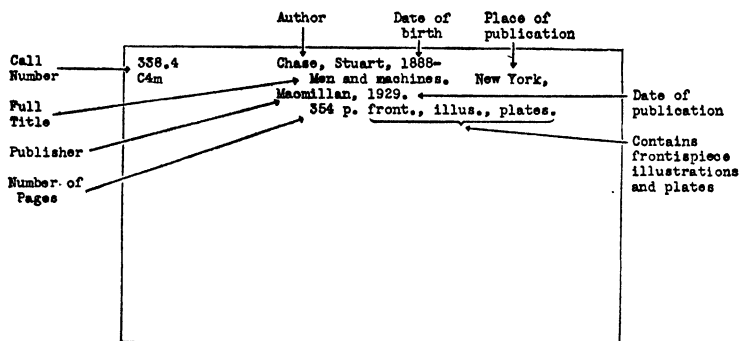 Author
Date of
birth
Place of
publication
Call
Number
338.4
C4m
Chase, Stuart, 1888-
Men and machines. New York,
Macmillan, 1929.
354 p. front., illus., plates.
Full
Title
Publisher
Number of
Pages
Date of
publication
Contains
frontispiece
illustrations
and plates